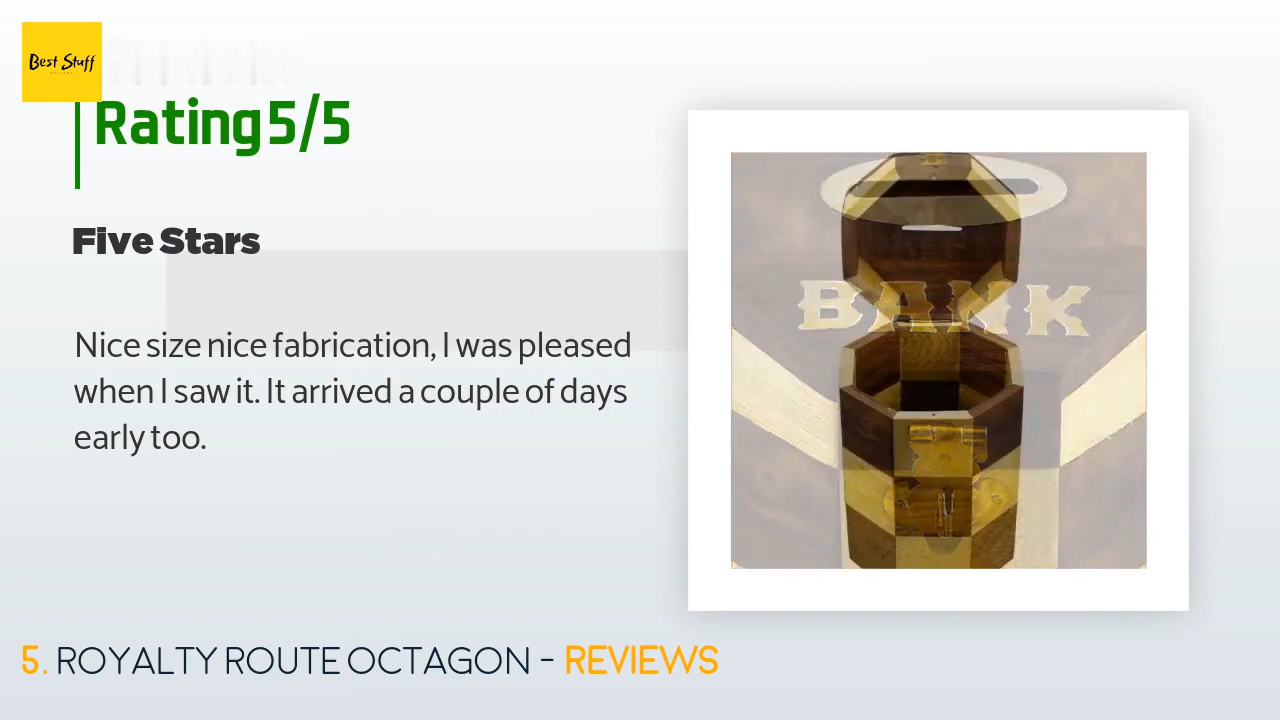 Best Stuff
Rating 5/5
Five Stars
Nice size nice fabrication, I was pleased
when I saw it. It arrived a couple of days
early too.
BANK
5. ROYALTY ROUTE OCTAGON - REVIEWS